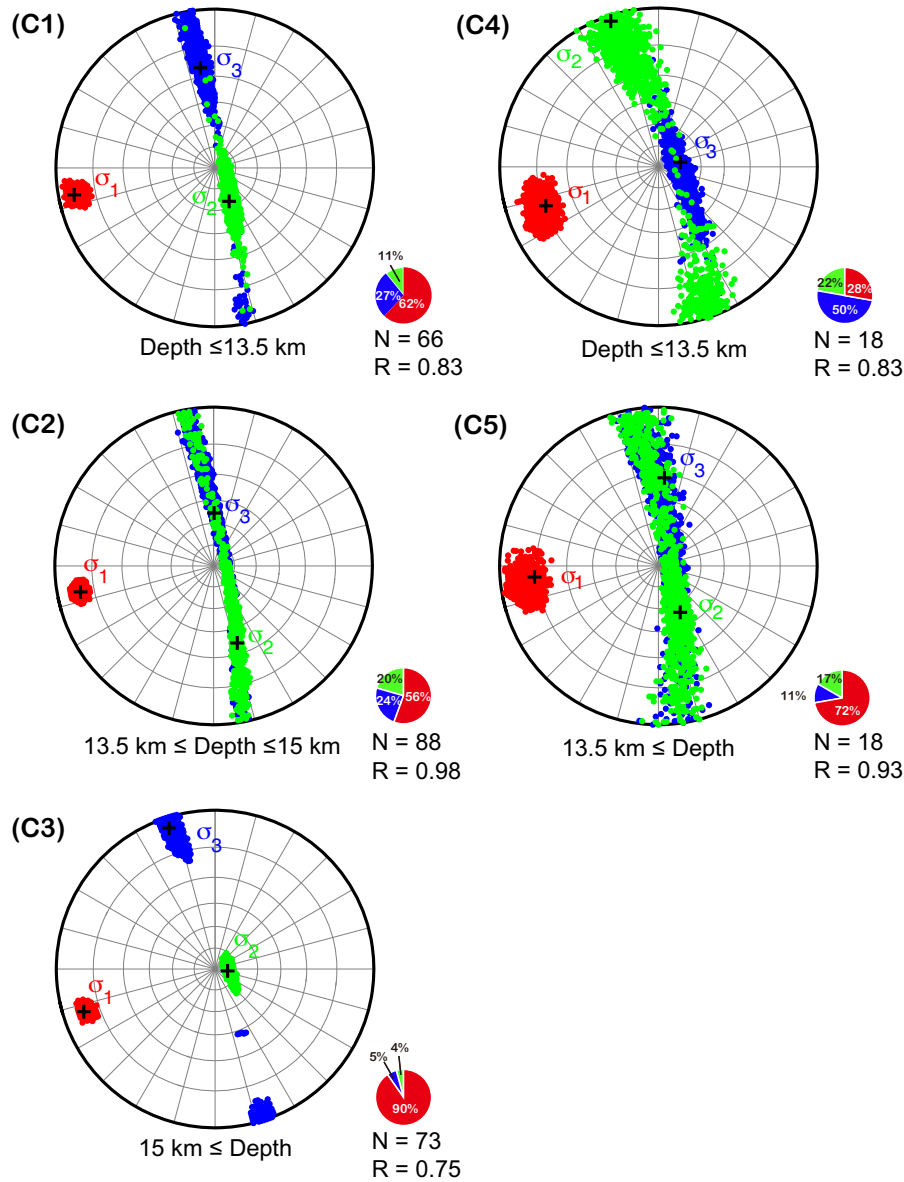 (C1)
σ3
σ1
σ2
11%
27%
62%
Depth ≤13.5 km
N = 66
R = 0.83
(C4)
σ2
σ3
σ1
22%
28%
50%
Depth ≤13.5 km
N = 18
R = 0.83
(C2)
σ3
σ1
σ2
20%
56%
24%
13.5 km ≤ Depth ≤15 km
N = 88
R = 0.98
(C5)
σ3
σ1
σ2
17%
11%
72%
13.5 km ≤ Depth
N = 18
R = 0.93
(C3)
σ3
σ2
σ1
5%
4%
90%
15 km ≤ Depth
N = 73
R = 0.75